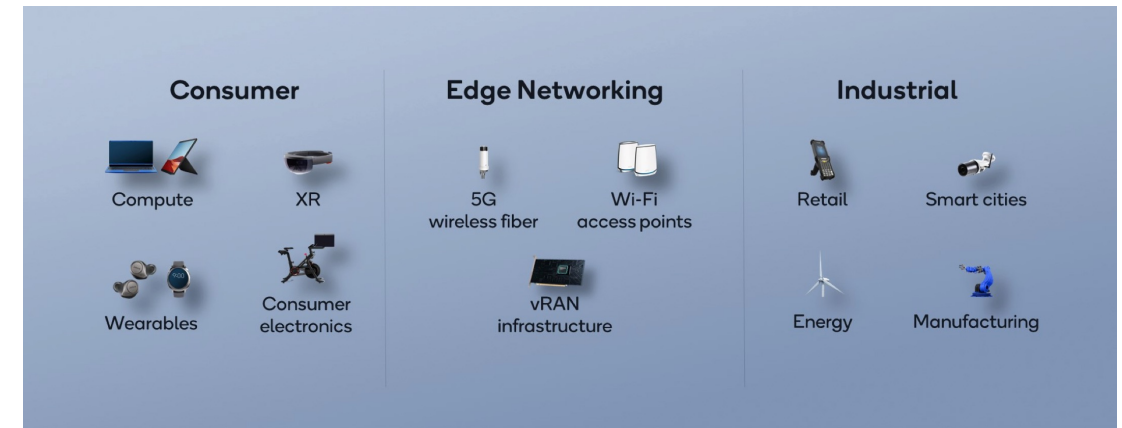 Consumer
Compute
XR
Wearables
Consumer
electronics
Edge Networking
5G
wireless fiber
Wi-Fi
access points
vRAN
infrastructure
Industrial
Retail
Smart cities
Energy
Manufacturing